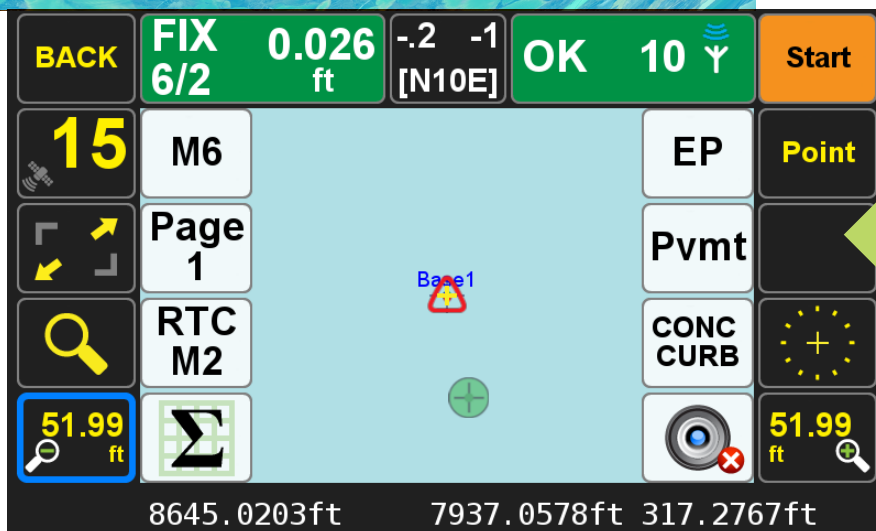 BACK
FIX 0.026
6/2 ft
-.2 -1
[N10E]
OK 10
Start
15
M6
EP
Point
Page
1
Base1
Pvmt
RTC
M2
CONC
CURB
51.99
ft
Σ
51.99
ft
8645.0203ft 7937.0578ft 317.2767ft